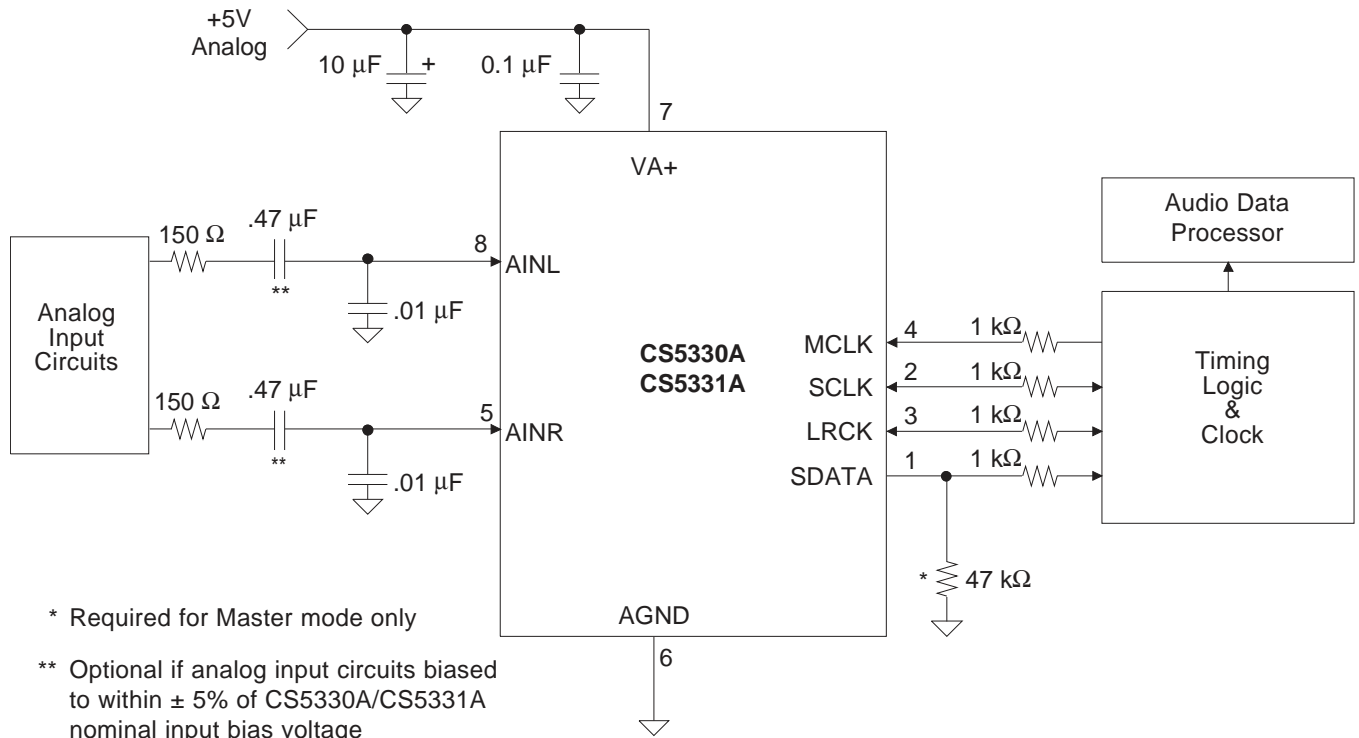 +5V
Analog
10 μF
+
0.1 μF
7
VA+
150 Ω
.47 μF
**
8
AINL
.01 μF
Analog
Input
Circuits
150 Ω
.47 μF
**
5
AINR
.01 μF
CS5330A
CS5331A
MCLK
4
1 kΩ
SCLK
2
1 kΩ
LRCK
3
1 kΩ
SDATA
1
1 kΩ
Audio Data
Processor
Timing
Logic
&
Clock
* 47 kΩ
AGND
6
* Required for Master mode only
** Optional if analog input circuits biased
to within ± 5% of CS5330A/CS5331A
nominal input bias voltage